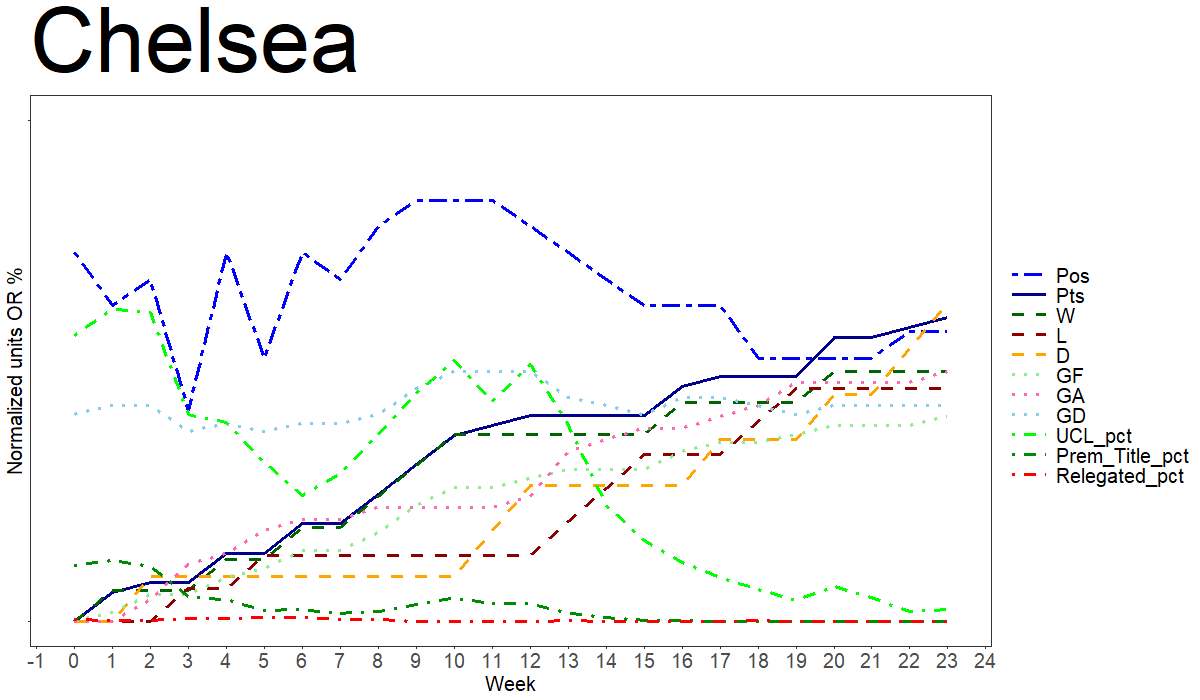 Chelsea
Normalized units OR %
Pos
Pts
W
L
D
GF
GA
GD
UCL_pct
Prem_Title_pct
Relegated_pct
-1 0 1 2 3 4 5 6 7 8 9 10 11 12 13 14 15 16 17 18 19 20 21 22 23 24
Week